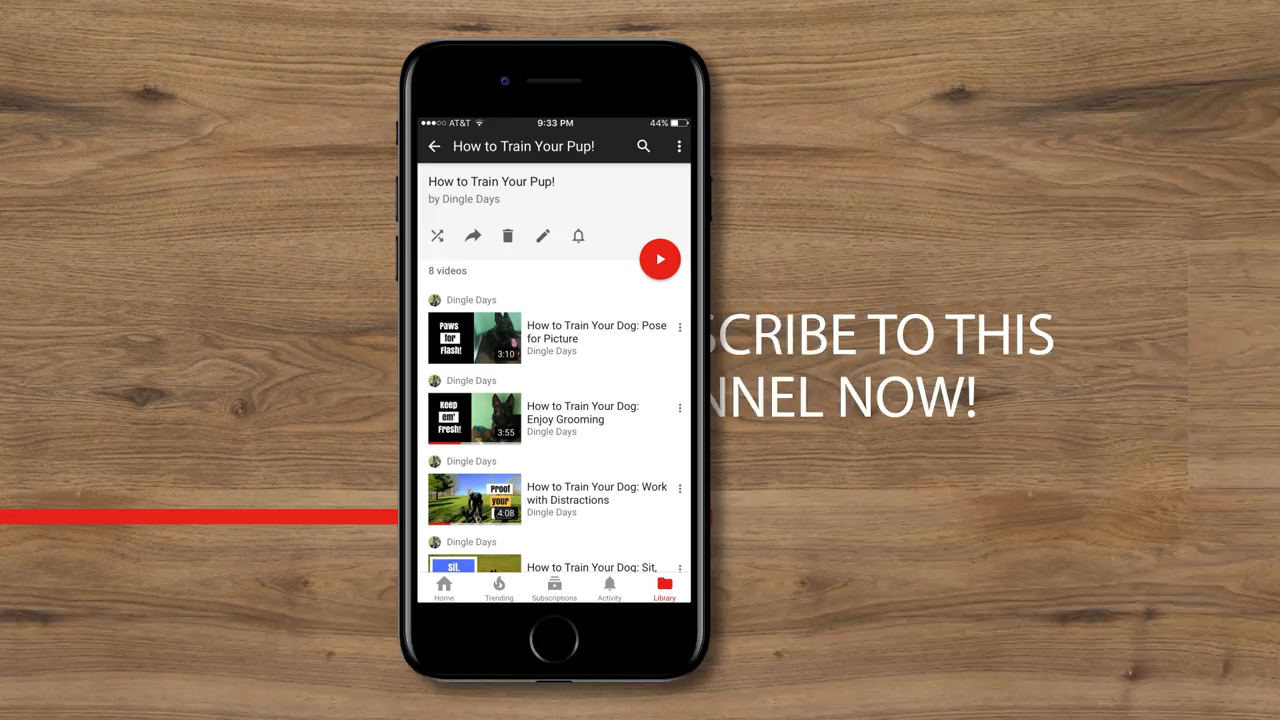 AT&T
9:33 PM
44%
How to Train Your Pup!
How to Train Your Pup!
by Dingle Days
8 videos
Dingle Days
Paws
for
Flash!
3:10
How to Train Your Dog: Pose
for Picture
Dingle Days
Dingle Days
Keep
em'
Fresh!
3:55
How to Train Your Dog:
Enjoy Grooming
Dingle Days
Dingle Days
Proof
your
4:08
How to Train Your Dog: Work
with Distractions
Dingle Days
Dingle Days
Sit.
How to Train Your Dog: Sit,
Home
Trending
Subscriptions
Activity
Library
SCRIBE TO THIS
NNEL NOW!